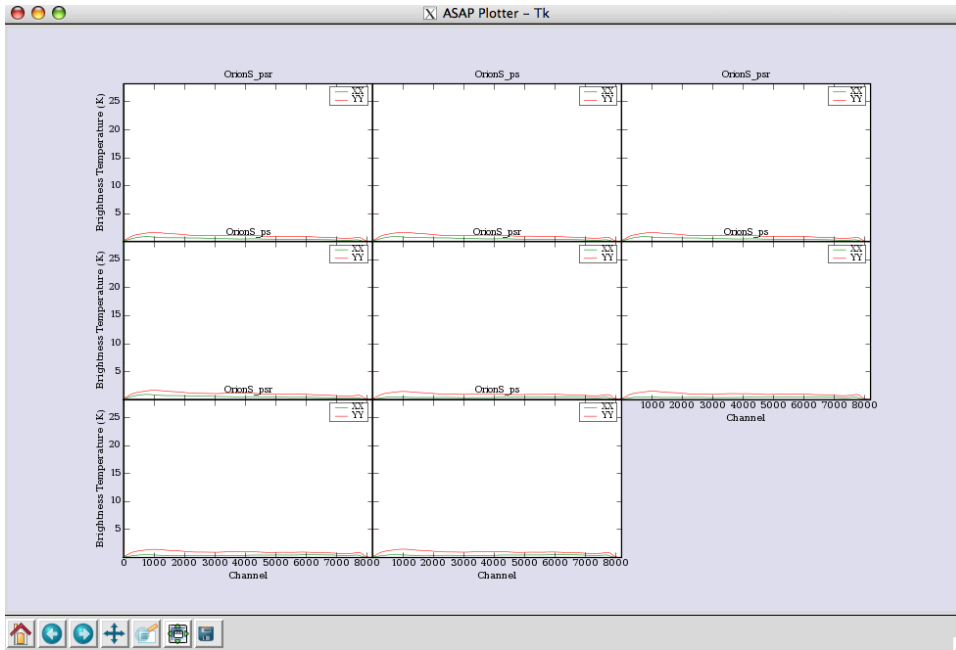 ASAP Plotter – Tk
OrionS_psr
OrionS_ps
OrionS_psr
Brightness Temperature (K)
25
20
15
10
5
XX
YY
XX
YY
XX
YY
OrionS_ps
OrionS_psr
OrionS_ps
Brightness Temperature (K)
25
20
15
10
5
XX
YY
XX
YY
XX
YY
1000 2000 3000 4000 5000 6000 7000 8000
Channel
OrionS_psr
OrionS_ps
Brightness Temperature (K)
25
20
15
10
5
XX
YY
XX
YY
0 1000 2000 3000 4000 5000 6000 7000 8000
1000 2000 3000 4000 5000 6000 7000 8000
Channel
Channel